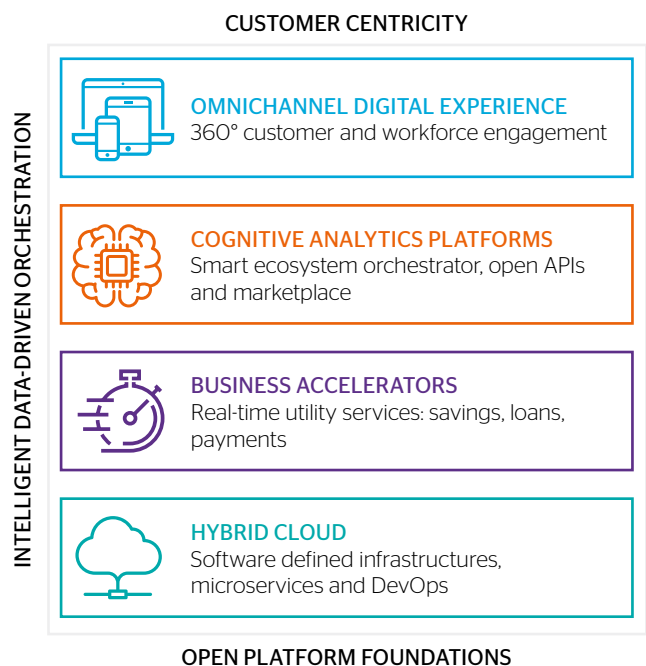 CUSTOMER CENTRICITY
INTELLIGENT DATA-DRIVEN ORCHESTRATION
OMNICHANNEL DIGITAL EXPERIENCE
360° customer and workforce engagement
COGNITIVE ANALYTICS PLATFORMS
Smart ecosystem orchestrator, open APIs
and marketplace
BUSINESS ACCELERATORS
Real-time utility services: savings, loans,
payments
HYBRID CLOUD
Software defined infrastructures,
microservices and DevOps
OPEN PLATFORM FOUNDATIONS